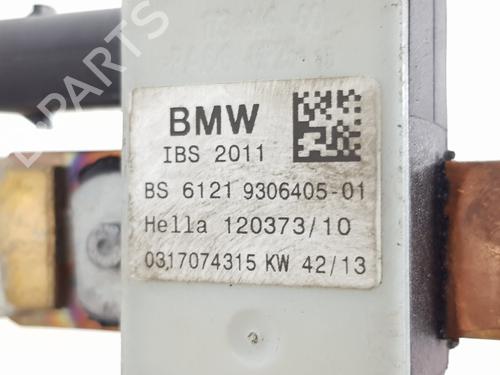 BMW
IBS 2011
BS 6121 9306405-01
Hella 120373/10
0317074315 KW 42/13